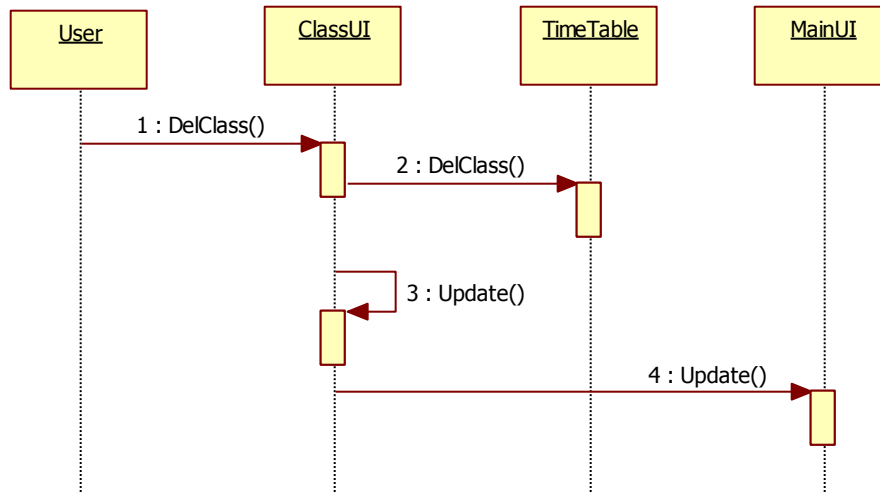 User
ClassUI
TimeTable
MainUI
1 : DelClass()
2 : DelClass()
3 : Update()
4 : Update()